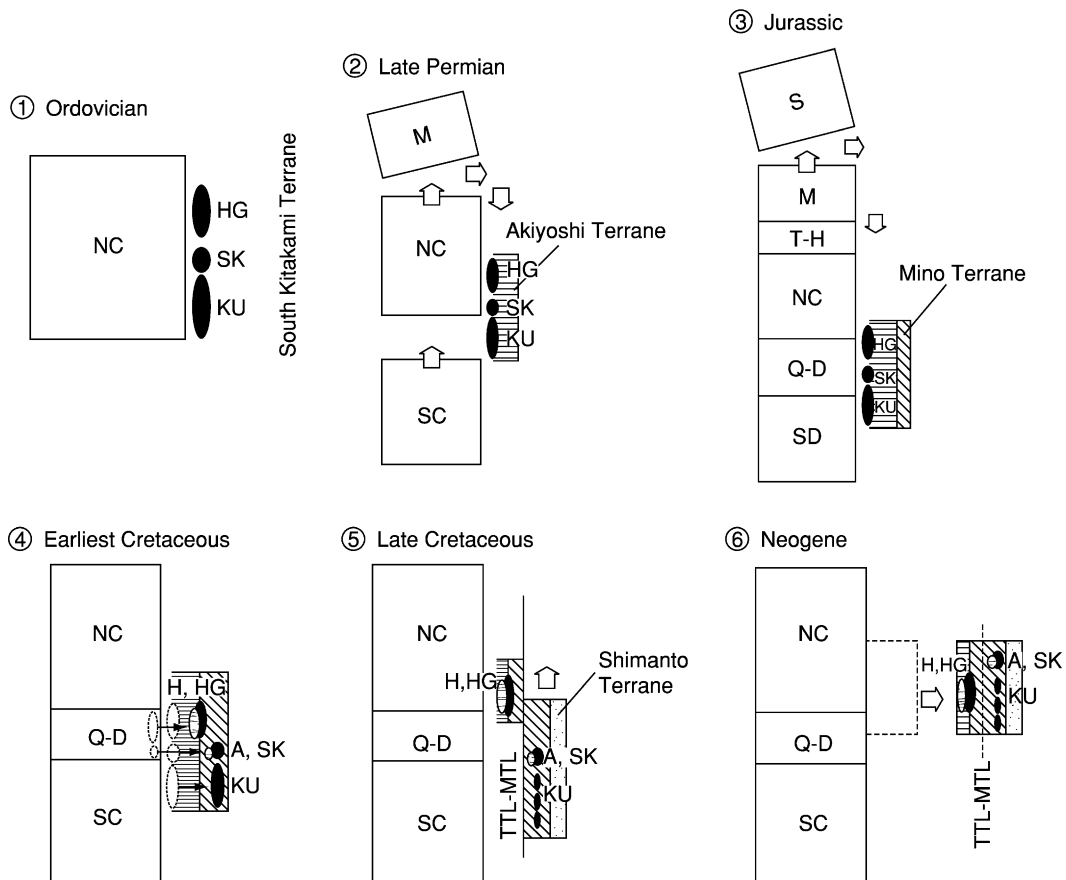 ① Ordovician
NC
HG
SK
KU
South Kitakami Terrane
② Late Permian
M
NC
Akiyoshi Terrane
HG
SK
KU
SC
③ Jurassic
S
M
T-H
NC
Mino Terrane
HG
Q-D
SK
KU
SD
④ Earliest Cretaceous
NC
H, HG
Q-D
A, SK
KU
SC
⑤ Late Cretaceous
NC
H,HG
Shimanto
Terrane
Q-D
A, SK
KU
TTL-MTL
SC
⑥ Neogene
NC
H,HG
A, SK
KU
Q-D
TTL-MTL
SC